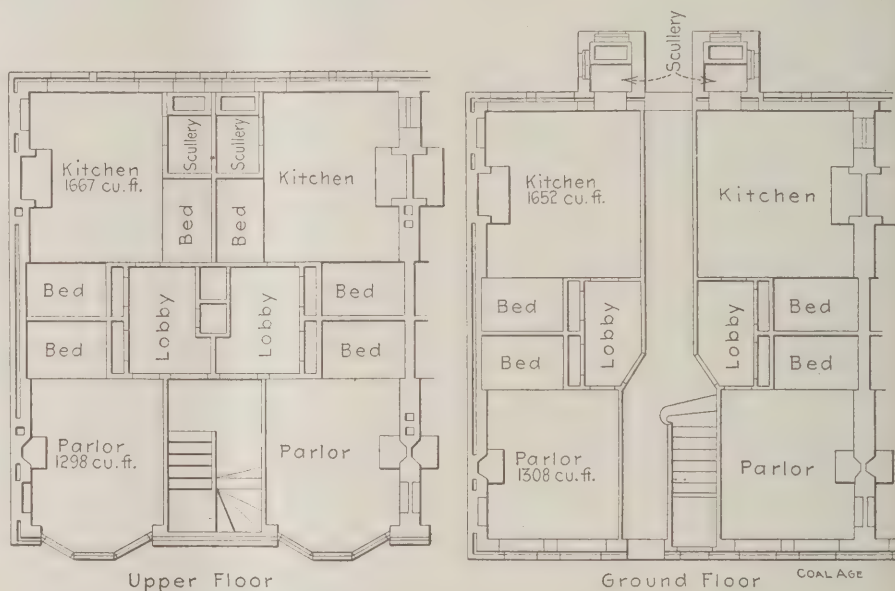 Scullery
Scullery
Kitchen
1667 cu.ft.
Kitchen
Bed
Bed
Bed
Lobby
Lobby
Bed
Bed
Bed
Parlor
1298 cu.ft.
Parlor
Upper Floor
Scullery
Kitchen
1652 cu.ft.
Kitchen
Bed
Lobby
Lobby
Bed
Bed
Bed
Parlor
1308 cu.ft.
Parlor
Ground Floor
COAL AGE